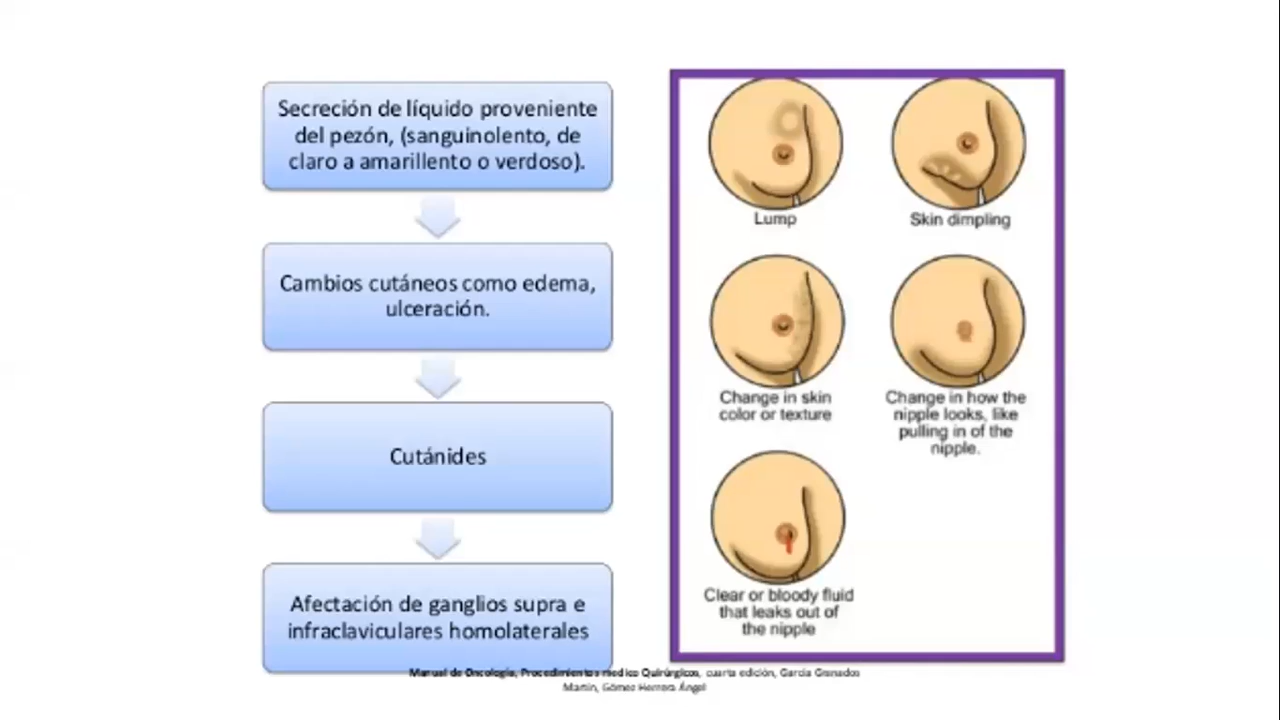 Secreción de líquido proveniente
del pezón, (sanguinolento, de
claro a amarillento o verdoso).
Cambios cutáneos como edema,
ulceración.
Cutánides
Afectación de ganglios supra e
infraclaviculares homolaterales
Lump
Skin dimpling
Change in skin
color or texture
Change in how the
nipple looks, like
pulling in of the
nipple.
Clear or bloody fluid
that leaks out of
the nipple
Manual de Oncología, Procedimientos medico Quirúrgicos, cuarta edición, Garcia Granados
Martin, Gómez Herrera Ángel